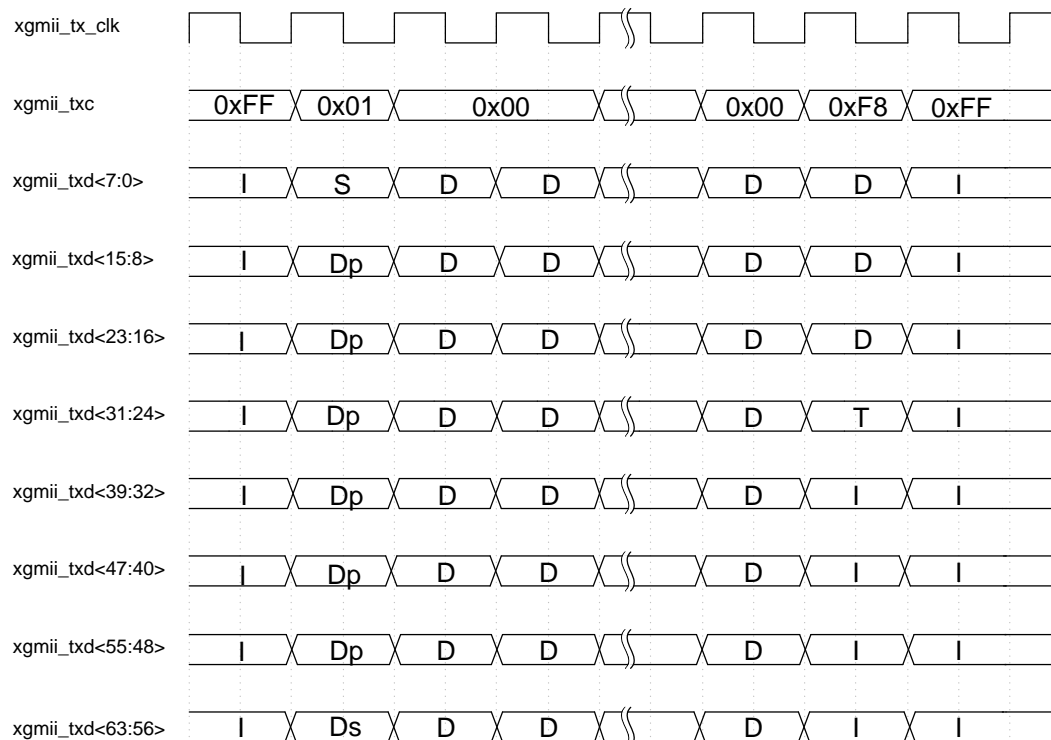 xgmii_tx_clk
xgmii_txc 0xFF 0x01 0x00 0x00 0xF8 0xFF
xgmii_txd<7:0> I S D D D D I
xgmii_txd<15:8> I Dp D D D D I
xgmii_txd<23:16> I Dp D D D D I
xgmii_txd<31:24> I Dp D D D T I
xgmii_txd<39:32> I Dp D D D I I
xgmii_txd<47:40> I Dp D D D I I
xgmii_txd<55:48> I Dp D D D I I
xgmii_txd<63:56> I Ds D D D I I